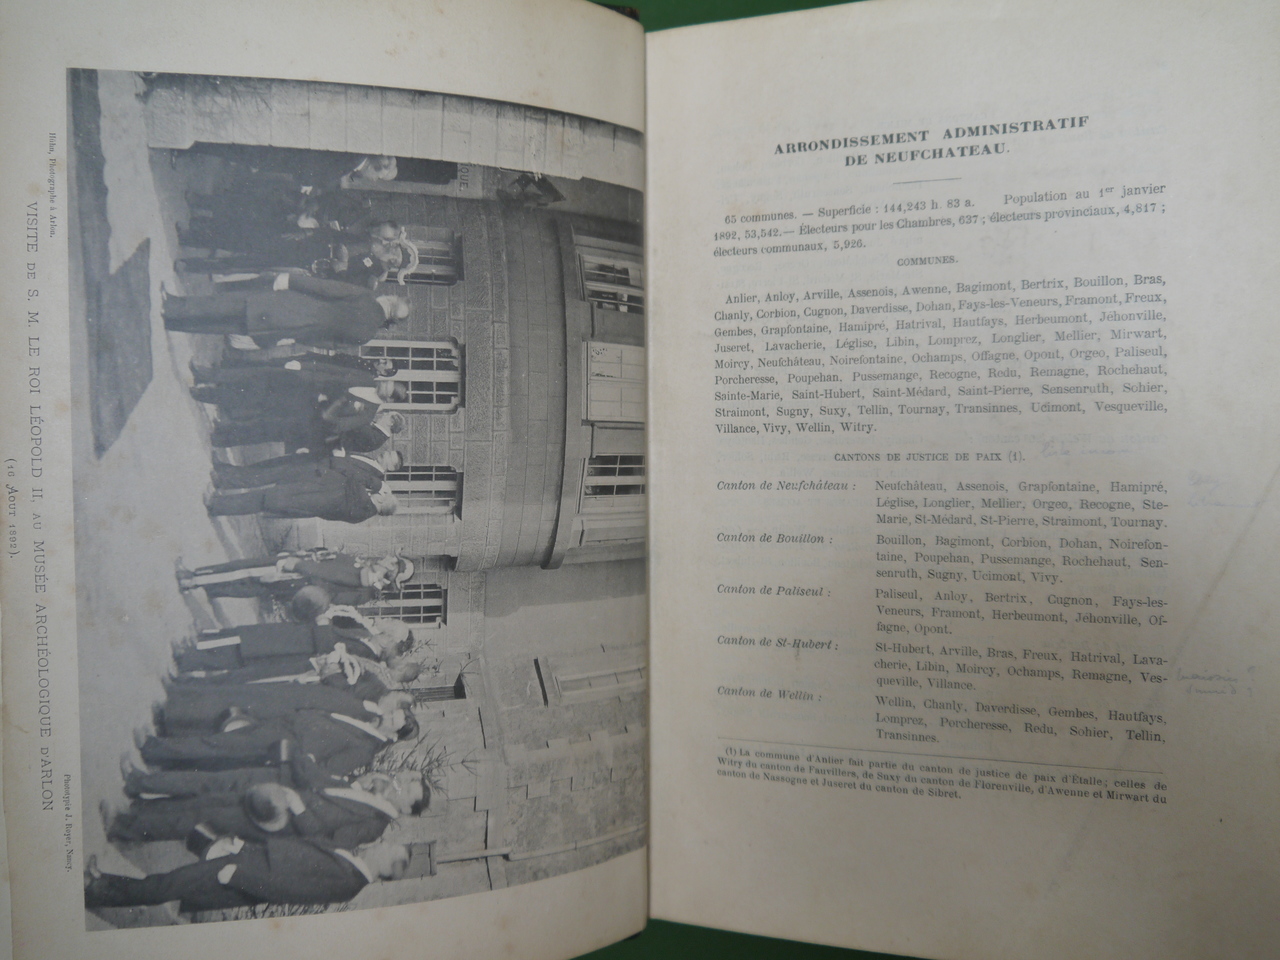 Hohn, Photographe à Arlon.
Phototypie J. Royer, Nancy.
VISITE DE S. M. LE ROI LÉOPOLD II, AU MUSÉE ARCHÉOLOGIQUE D'ARLON
(16 AOUT 1892).
ARRONDISSEMENT ADMINISTRATIF
DE NEUFCHATEAU.
65 communes. — Superficie : 144,243 h. 83 a. Population au 1er janvier
1892, 53,542. — Électeurs pour les Chambres, 637 ; électeurs provinciaux, 4,817 ;
électeurs communaux, 5,926.
COMMUNES.
Anlier, Anloy, Arville, Assenois, Awenne, Bagimont, Bertrix, Bouillon, Bras,
Chanly, Corbion, Cugnon, Daverdisse, Dohan, Fays-les-Veneurs, Framont, Freux,
Gembes, Grapfontaine, Hamipré, Hatrival, Hautfays, Herbeumont, Jéhonville,
Juseret, Lavacherie, Léglise, Libin, Lomprez, Longlier, Mellier, Mirwart,
Moircy, Neufchâteau, Noirefontaine, Ochamps, Offagne, Opont, Orgeo, Paliseul,
Porcheresse, Poupehan, Pussemange, Recogne, Redu, Remagne, Rochehaut,
Sainte-Marie, Saint-Hubert, Saint-Médard, Saint-Pierre, Sensenruth, Sohier,
Straimont, Sugny, Suxy, Tellin, Tournay, Transinnes, Ucimont, Vesqueville,
Villance, Vivy, Wellin, Witry.
CANTONS DE JUSTICE DE PAIX (1).
Canton de Neufchâteau : Neufchâteau, Assenois, Grapfontaine, Hamipré,
Léglise, Longlier, Mellier, Orgeo, Recogne, Ste-
Marie, St-Médard, St-Pierre, Straimont, Tournay.
Canton de Bouillon : Bouillon, Bagimont, Corbion, Dohan, Noirefon-
taine, Poupehan, Pussemange, Rochehaut, Sen-
senruth, Sugny, Ucimont, Vivy.
Canton de Paliseul : Paliseul, Anloy, Bertrix, Cugnon, Fays-les-
Veneurs, Framont, Herbeumont, Jéhonville, Of-
fagne, Opont.
Canton de St-Hubert : St-Hubert, Arville, Bras, Freux, Hatrival, Lava-
cherie, Libin, Moircy, Ochamps, Remagne, Ves-
queville, Villance.
Canton de Wellin : Wellin, Chanly, Daverdisse, Gembes, Hautfays,
Lomprez, Porcheresse, Redu, Sohier, Tellin,
Transinnes.
(1) La commune d'Anlier fait partie du canton de justice de paix d'Étalle ; celles de
Witry du canton de Fauvillers, de Suxy du canton de Florenville, d'Awenne et Mirwart du
canton de Nassogne et Juseret du canton de Sibret.